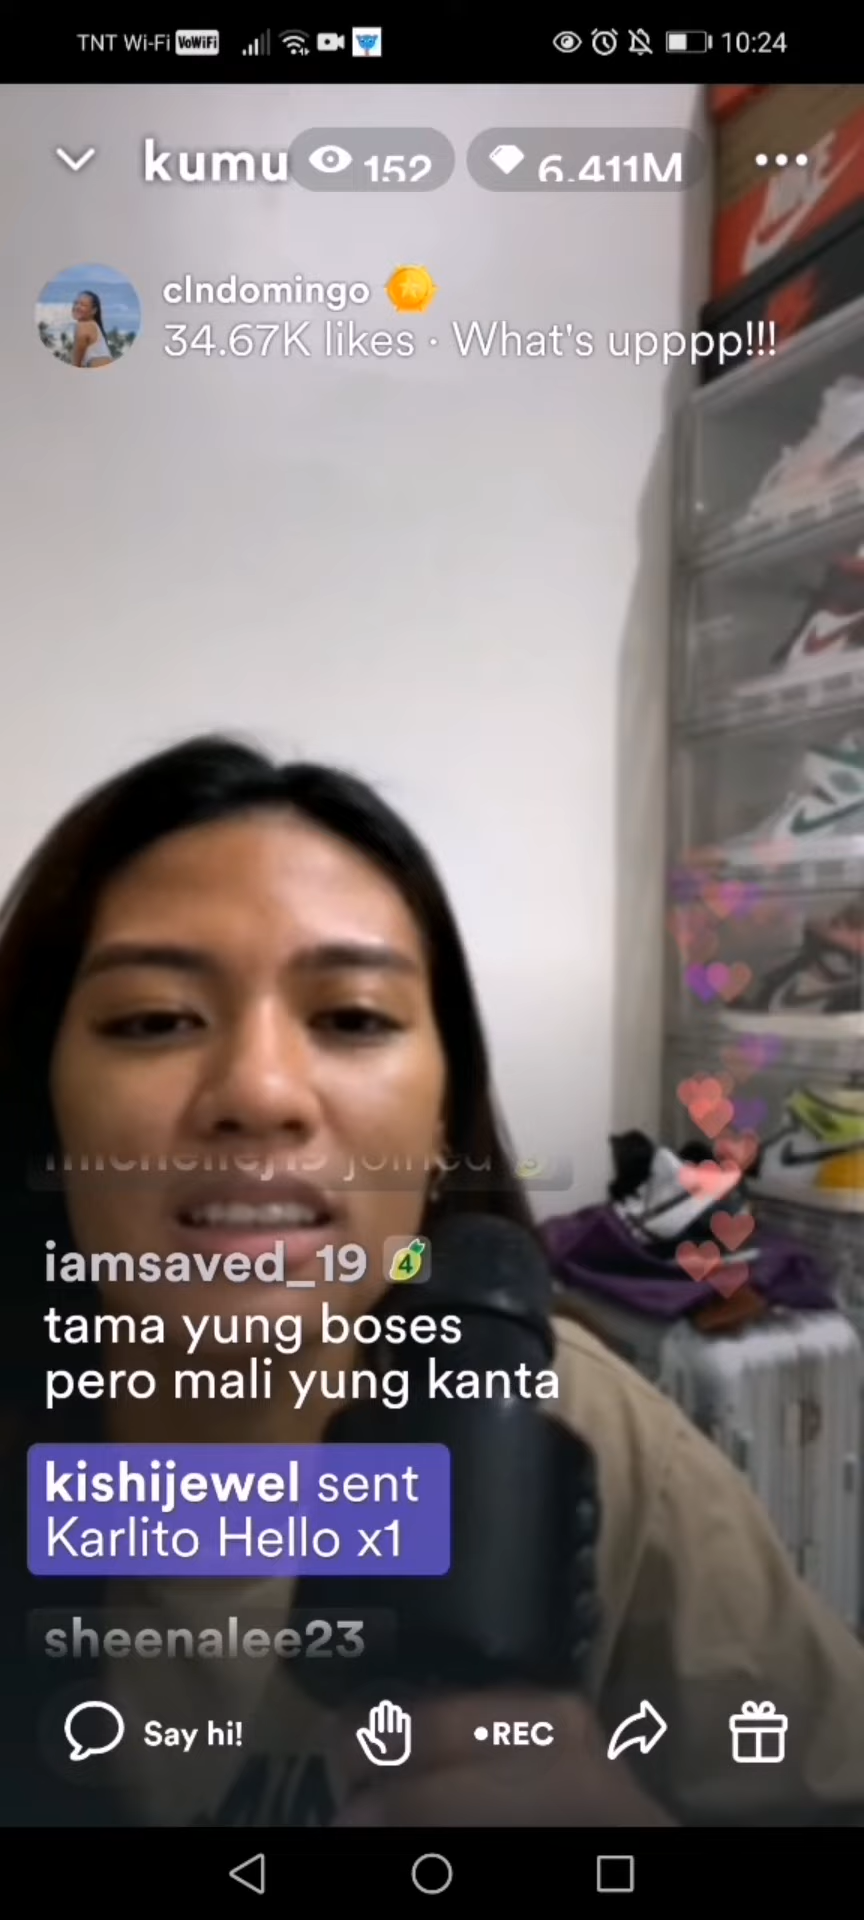 TNT Wi-Fi VoWiFi 10:24
kumu 152 6.411M
clndomingo
34.67K likes · What's upppp!!!
iamsaved_19 4
tama yung boses
pero mali yung kanta
kishijewel sent
Karlito Hello x1
sheenalee23
Say hi! •REC